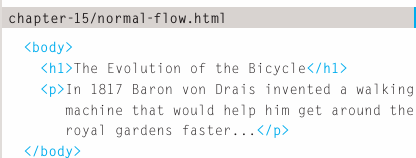 chapter-15/normal-flow.html
<body>
<h1>The Evolution of the Bicycle</h1>
<p>In 1817 Baron von Drais invented a walking
machine that would help him get around the
royal gardens faster...</p>
</body>